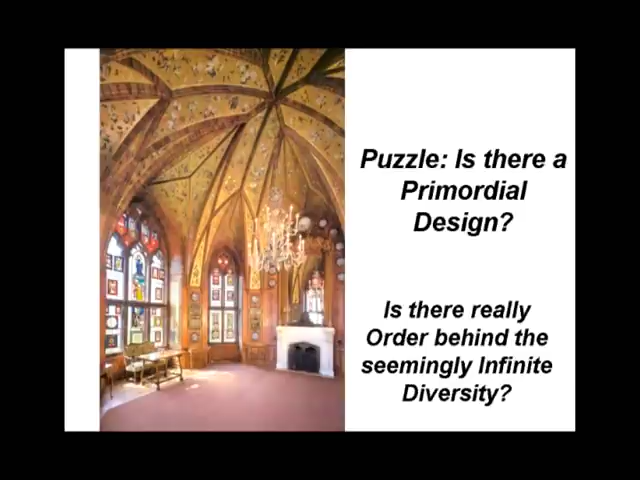 Puzzle: Is there a
Primordial
Design?
Is there really
Order behind the
seemingly Infinite
Diversity?